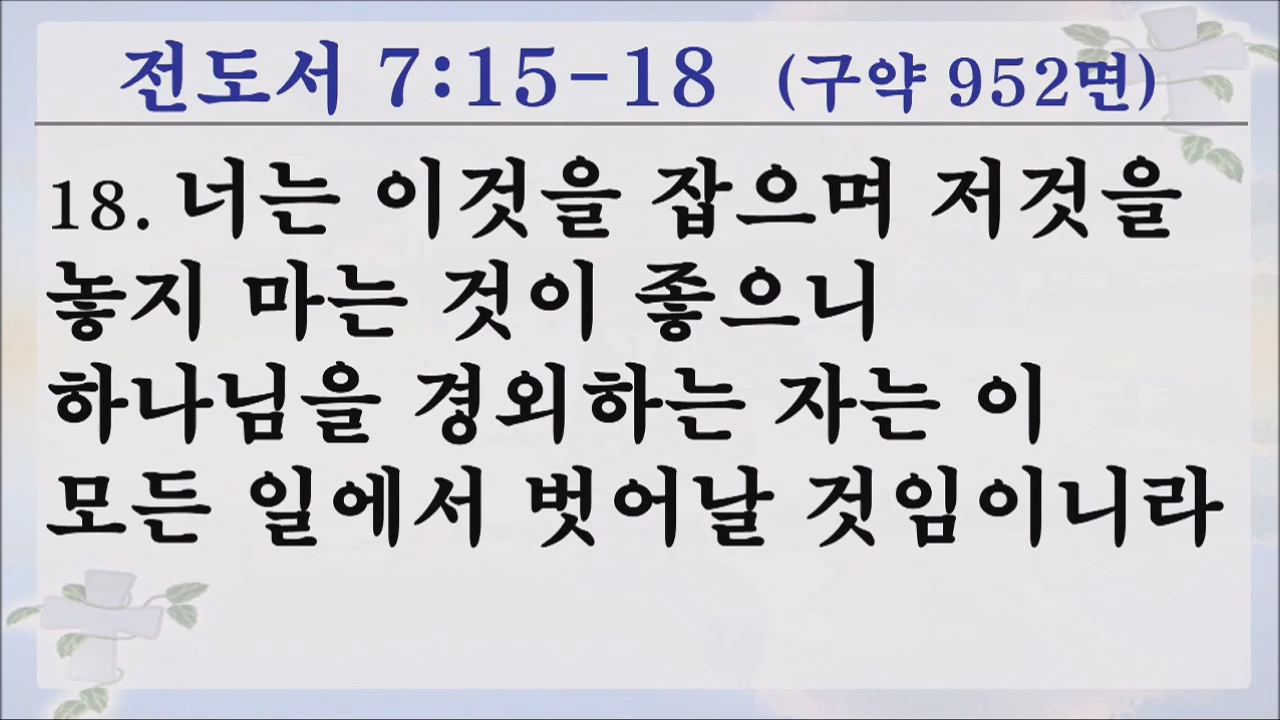 전도서 7:15-18 (구약 952면)
18. 너는 이것을 잡으며 저것을
놓지 마는 것이 좋으니
하나님을 경외하는 자는 이
모든 일에서 벗어날 것임이니라